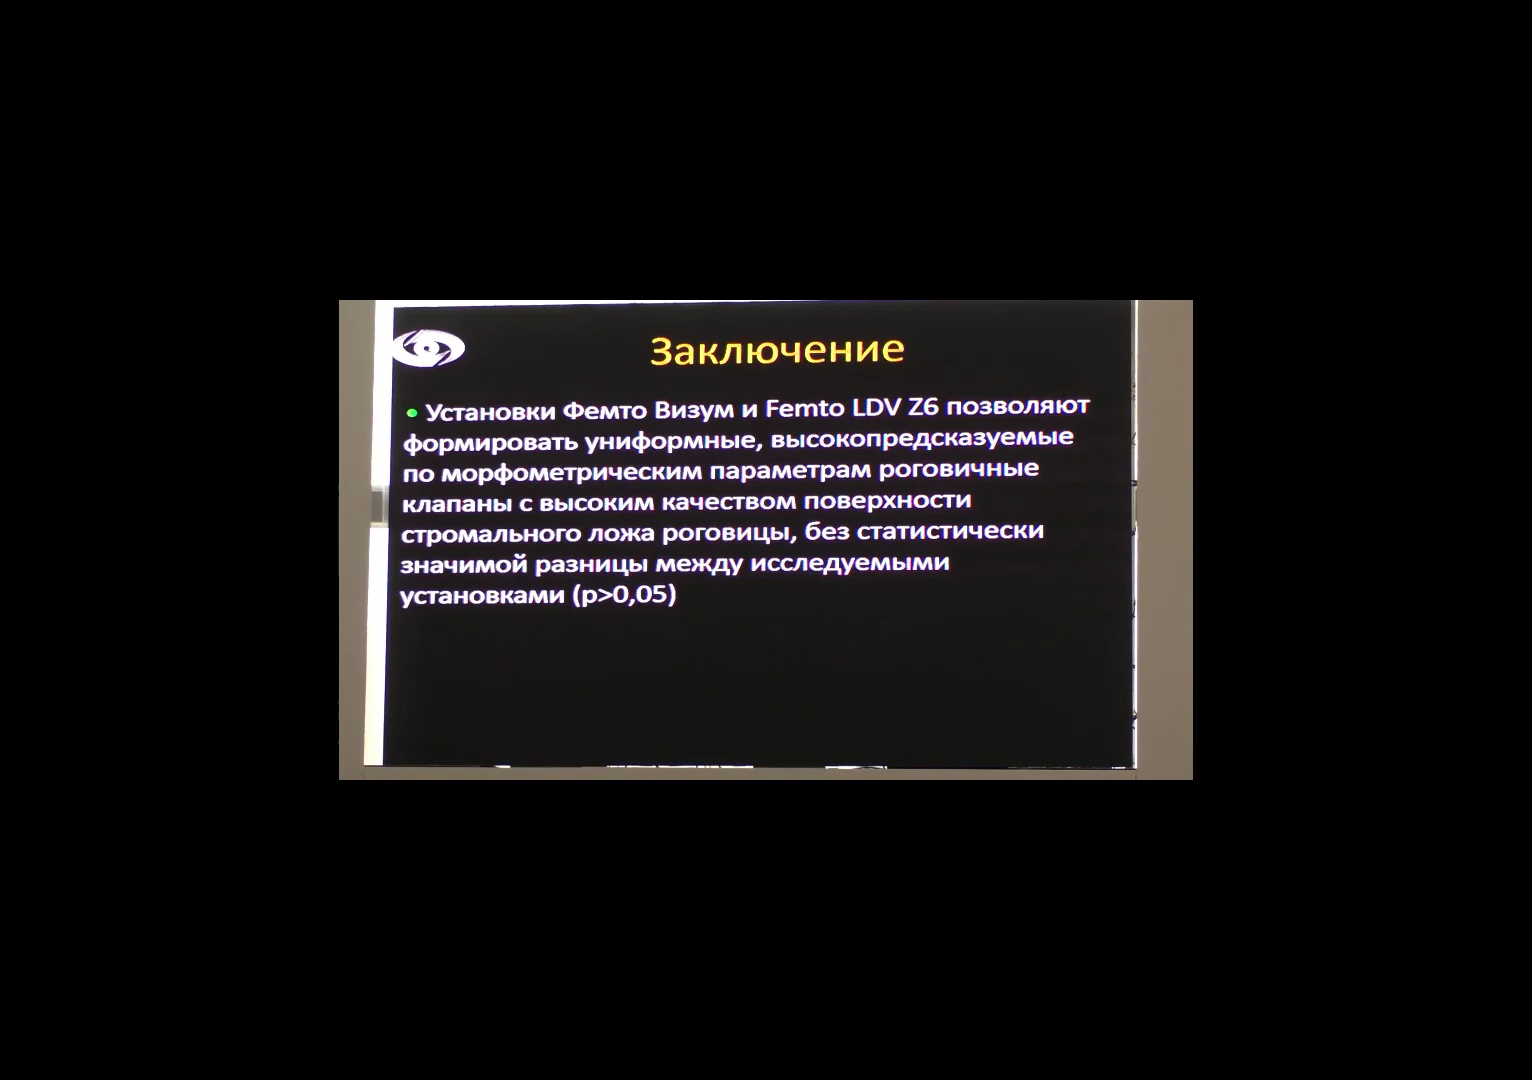 Заключение
• Установки Фемто Визум и Femto LDV Z6 позволяют
формировать униформные, высокопредсказуемые
по морфометрическим параметрам роговичные
клапаны с высоким качеством поверхности
стромального ложа роговицы, без статистически
значимой разницы между исследуемыми
установками (p>0,05)